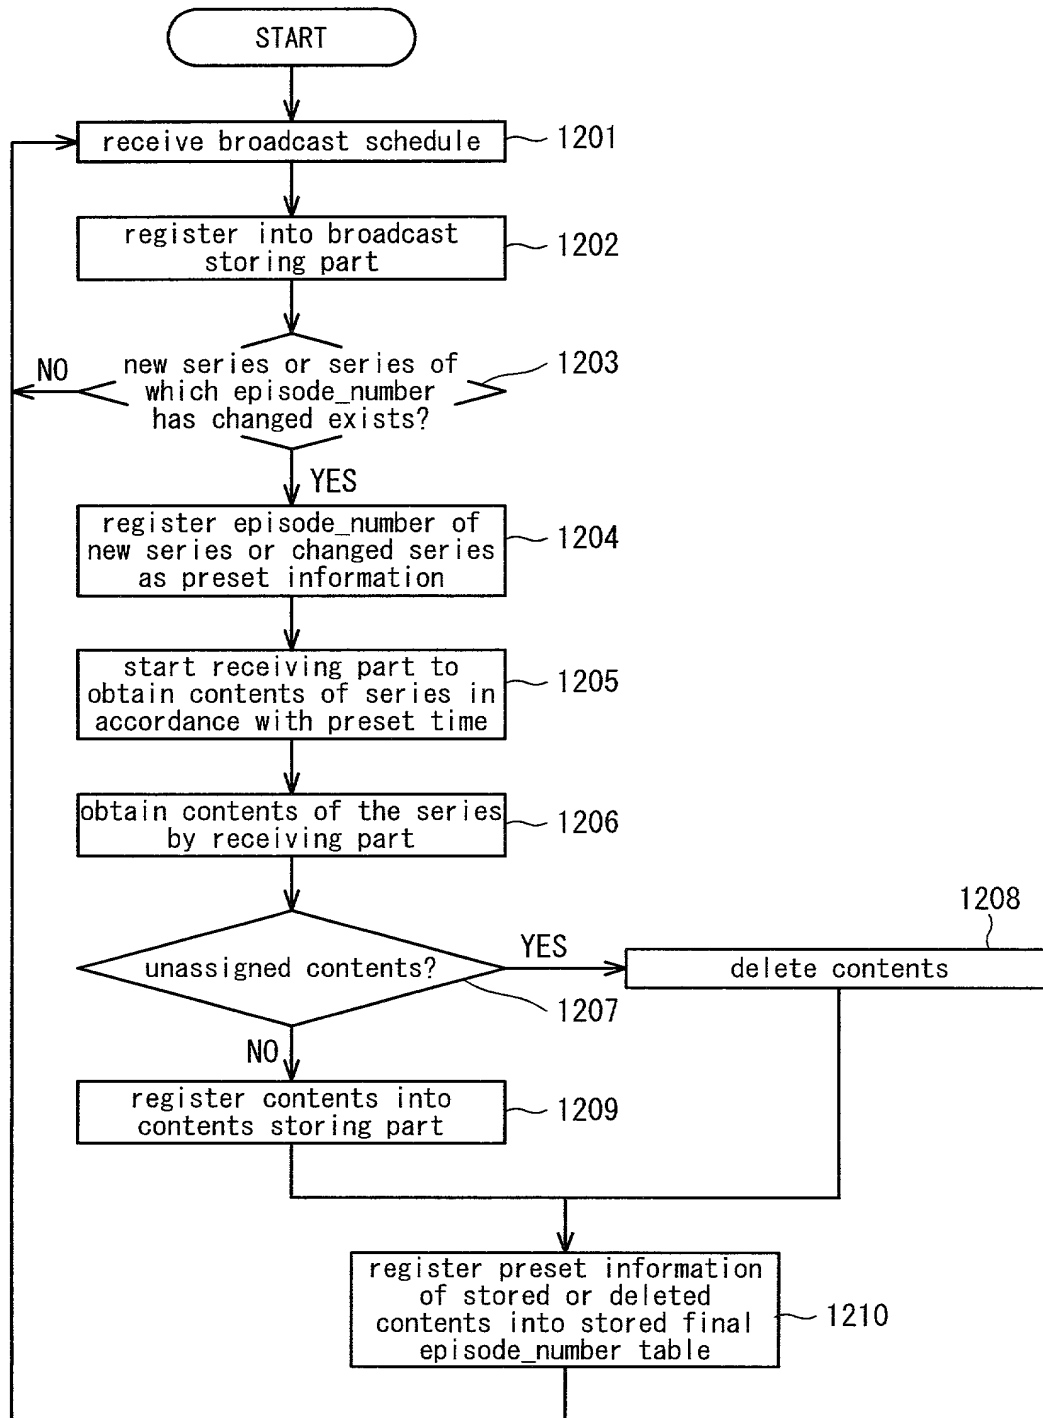 START
receive broadcast schedule
1201
register into broadcast
storing part
1202
new series or series of
which episode_number
has changed exists?
1203
NO
YES
register episode_number of
new series or changed series
as preset information
1204
start receiving part to
obtain contents of series in
accordance with preset time
1205
obtain contents of the series
by receiving part
1206
unassigned contents?
1207
YES
delete contents
1208
NO
register contents into
contents storing part
1209
register preset information
of stored or deleted
contents into stored final
episode_number table
1210